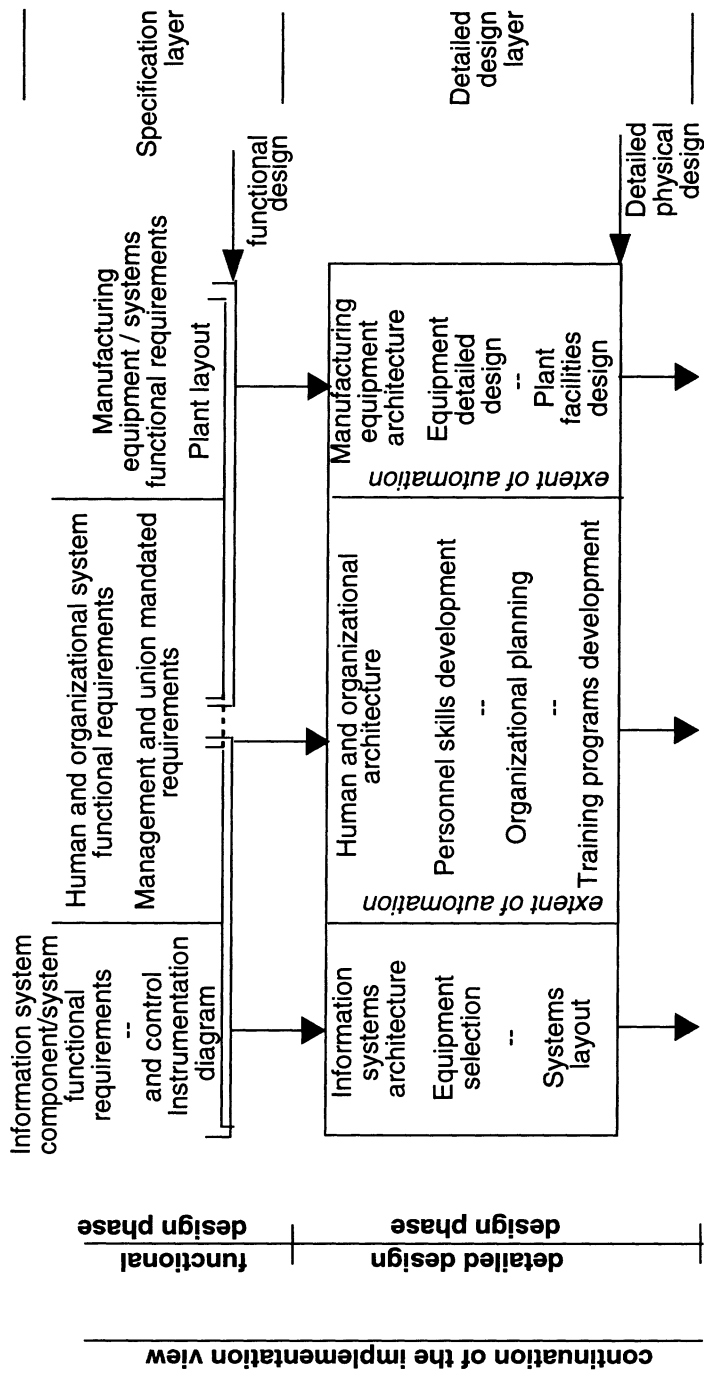 Information system
component/system
functional
requirements
--
and control
Instrumentation
diagram
Human and organizational system
functional requirements
Management and union mandated
requirements
Manufacturing
equipment / systems
functional requirements
Plant layout
Specification
layer
functional
design
functional
design phase
Information
systems
architecture
Equipment
selection
--
Systems
layout
extent of automation
Human and organizational
architecture
Personnel skills development
--
Organizational planning
--
Training programs development
extent of automation
Manufacturing
equipment
architecture
Equipment
detailed
design
--
Plant
facilities
design
Detailed
design
layer
Detailed
physical
design
detailed design
design phase
continuation of the implementation view